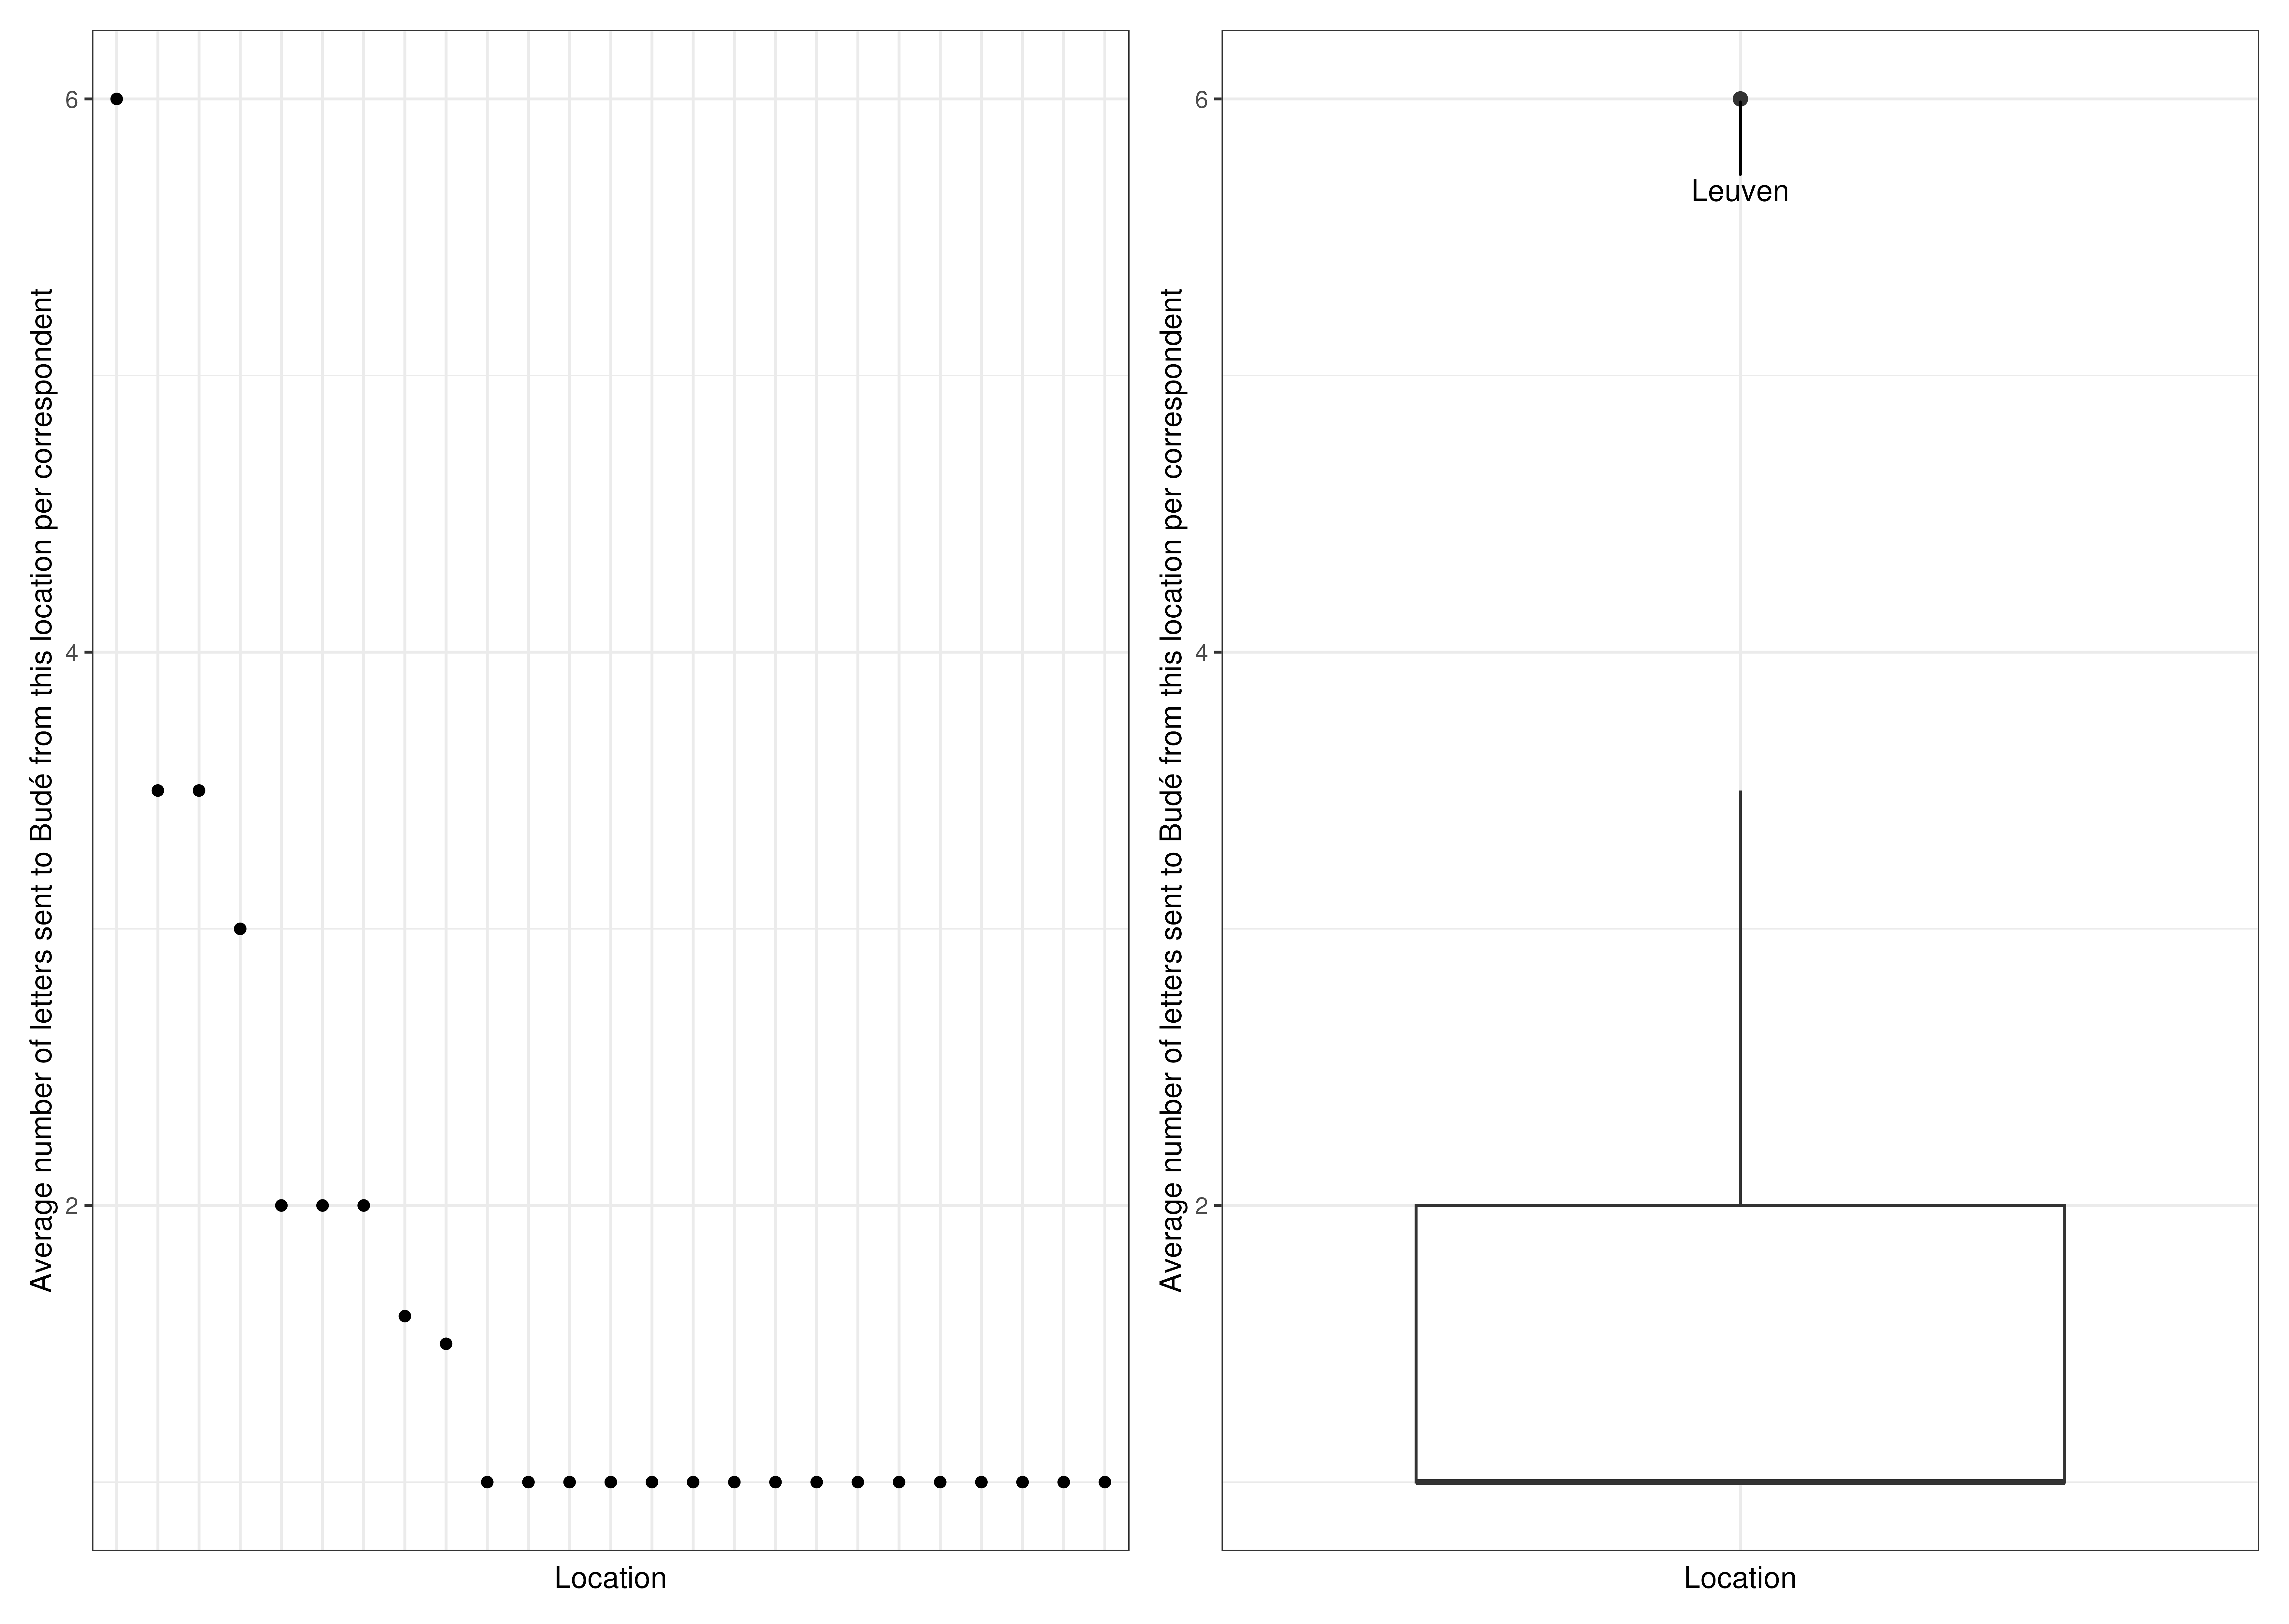 Average number of letters sent to Budé from this location per correspondent
6
4
2
Location
Average number of letters sent to Budé from this location per correspondent
6
4
2
Leuven
Location